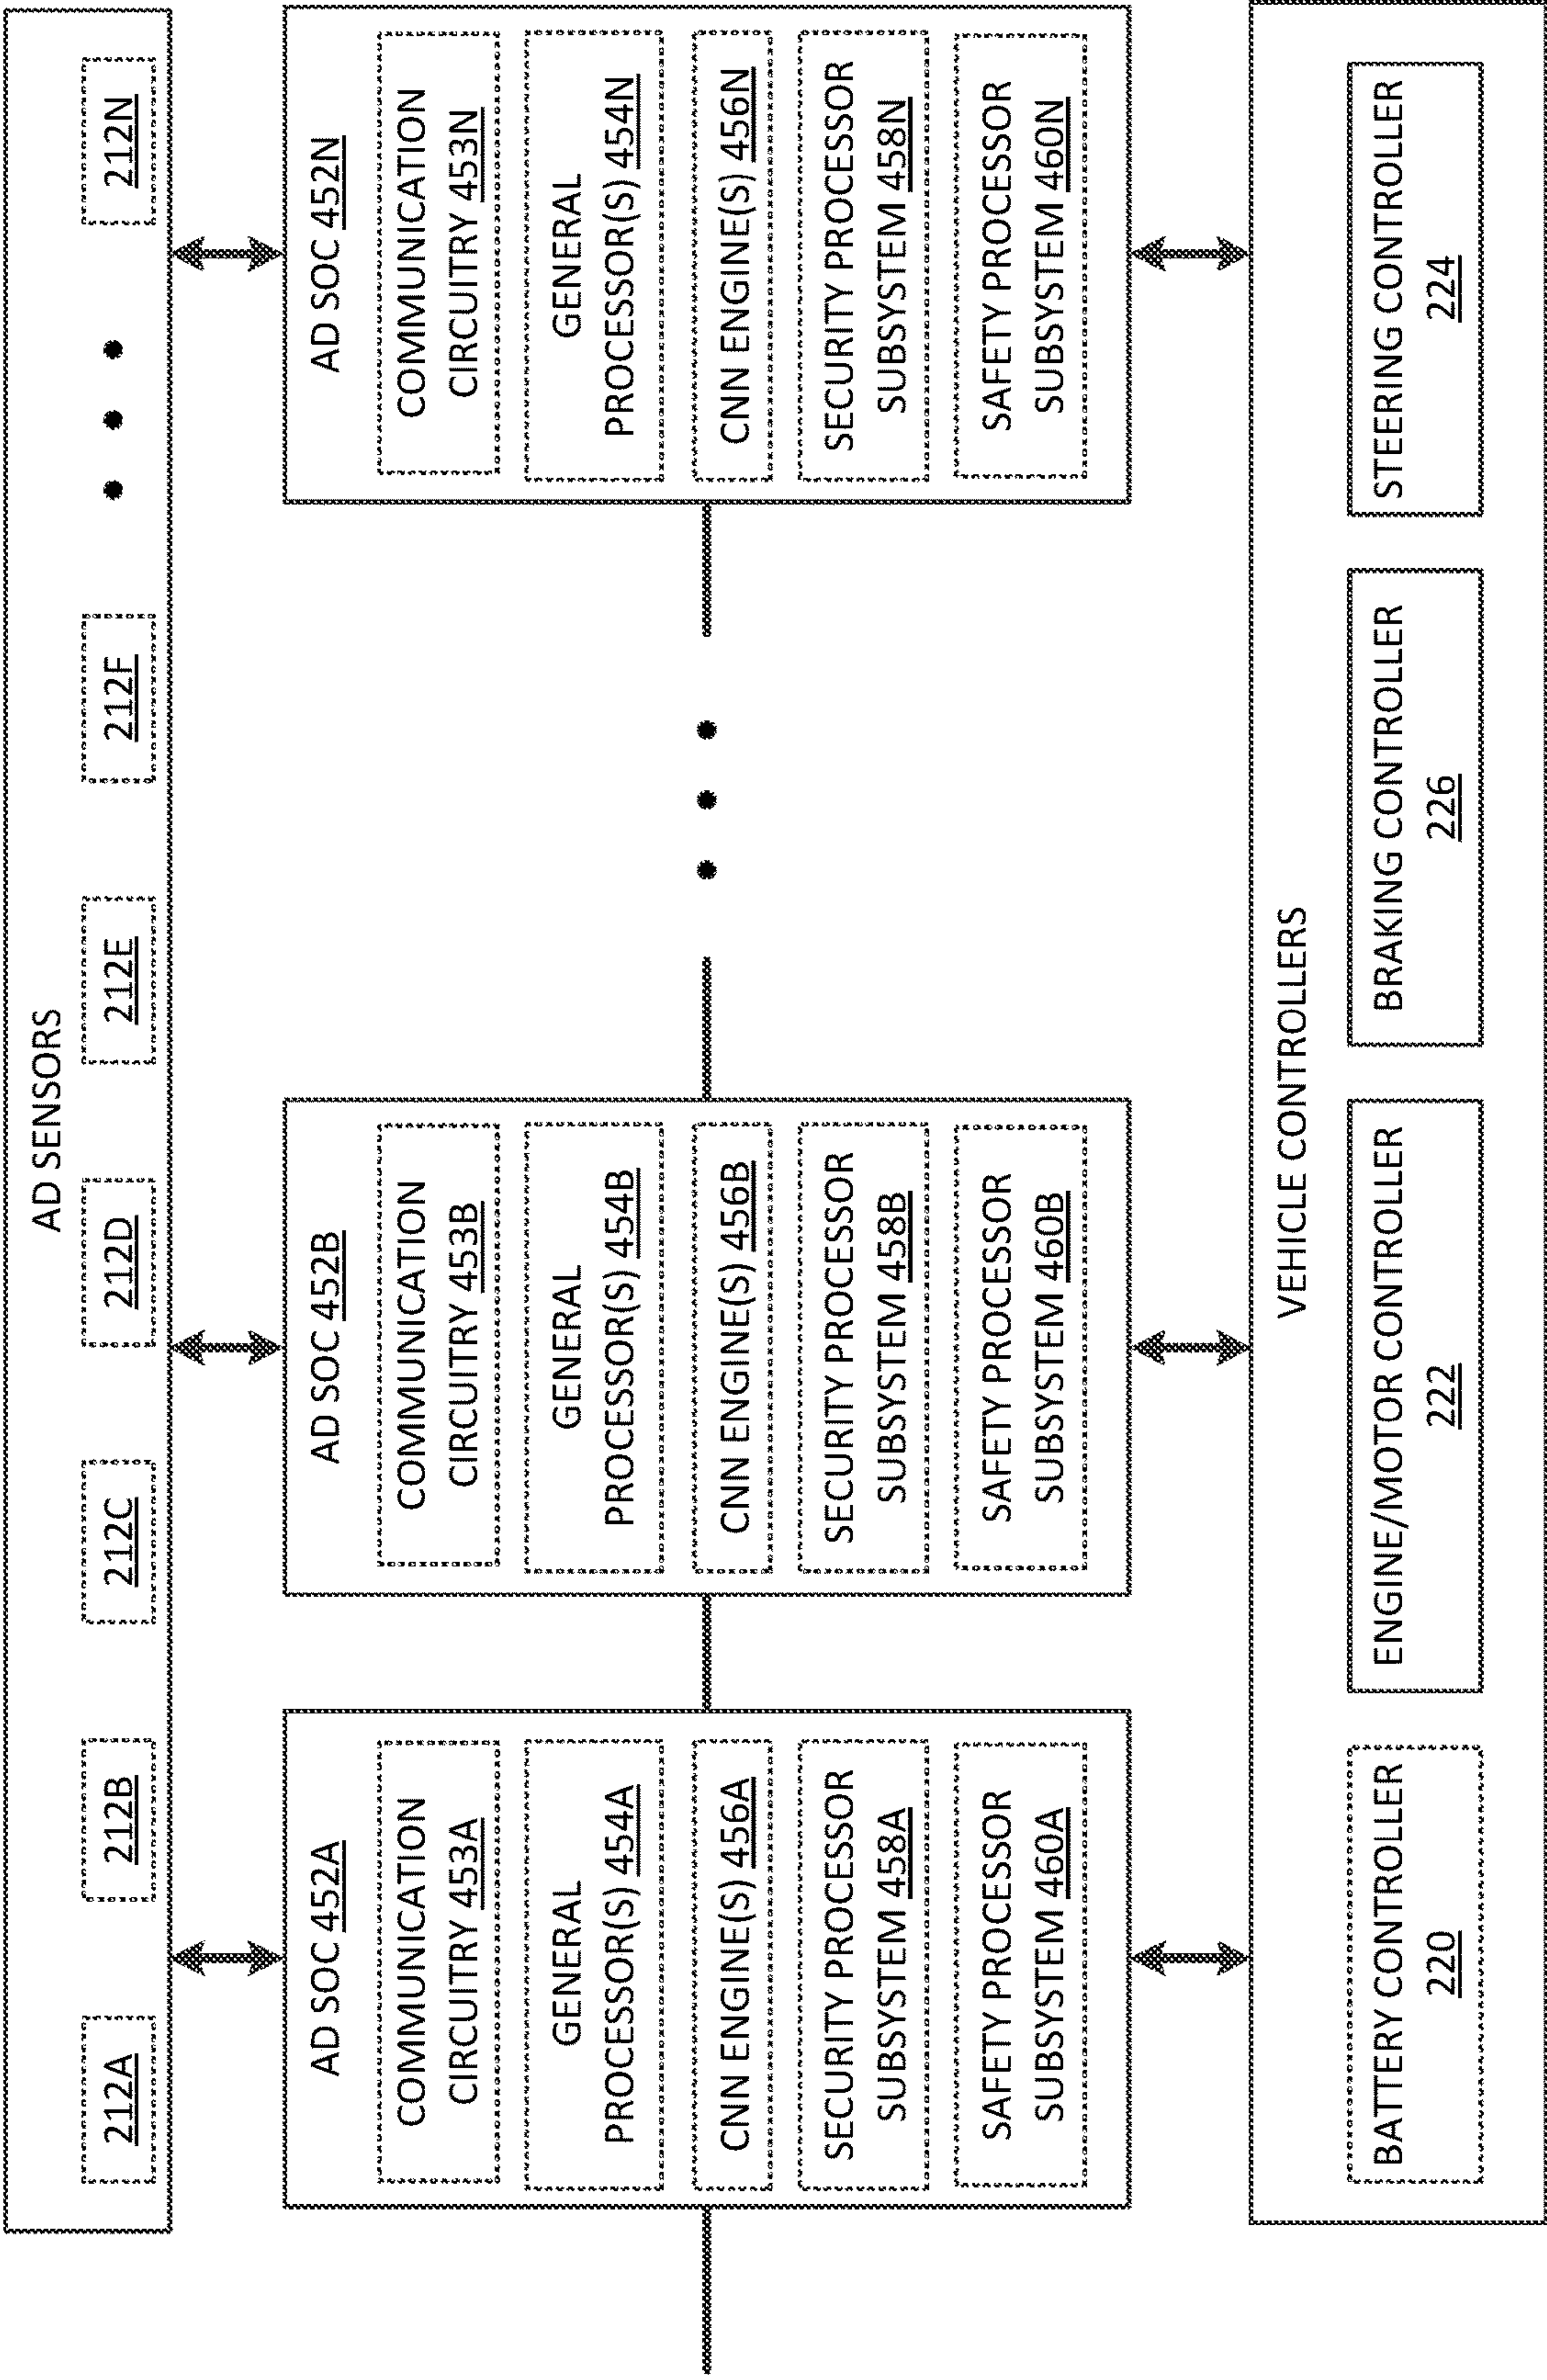 AD SENSORS
212A
212B
212C
212D
212E
212F
212N
AD SOC 452A
COMMUNICATION
CIRCUITRY 453A
GENERAL
PROCESSOR(S) 454A
CNN ENGINE(S) 456A
SECURITY PROCESSOR
SUBSYSTEM 458A
SAFETY PROCESSOR
SUBSYSTEM 460A
AD SOC 452B
COMMUNICATION
CIRCUITRY 453B
GENERAL
PROCESSOR(S) 454B
CNN ENGINE(S) 456B
SECURITY PROCESSOR
SUBSYSTEM 458B
SAFETY PROCESSOR
SUBSYSTEM 460B
AD SOC 452N
COMMUNICATION
CIRCUITRY 453N
GENERAL
PROCESSOR(S) 454N
CNN ENGINE(S) 456N
SECURITY PROCESSOR
SUBSYSTEM 458N
SAFETY PROCESSOR
SUBSYSTEM 460N
VEHICLE CONTROLLERS
BATTERY CONTROLLER
220
ENGINE/MOTOR CONTROLLER
222
BRAKING CONTROLLER
226
STEERING CONTROLLER
224